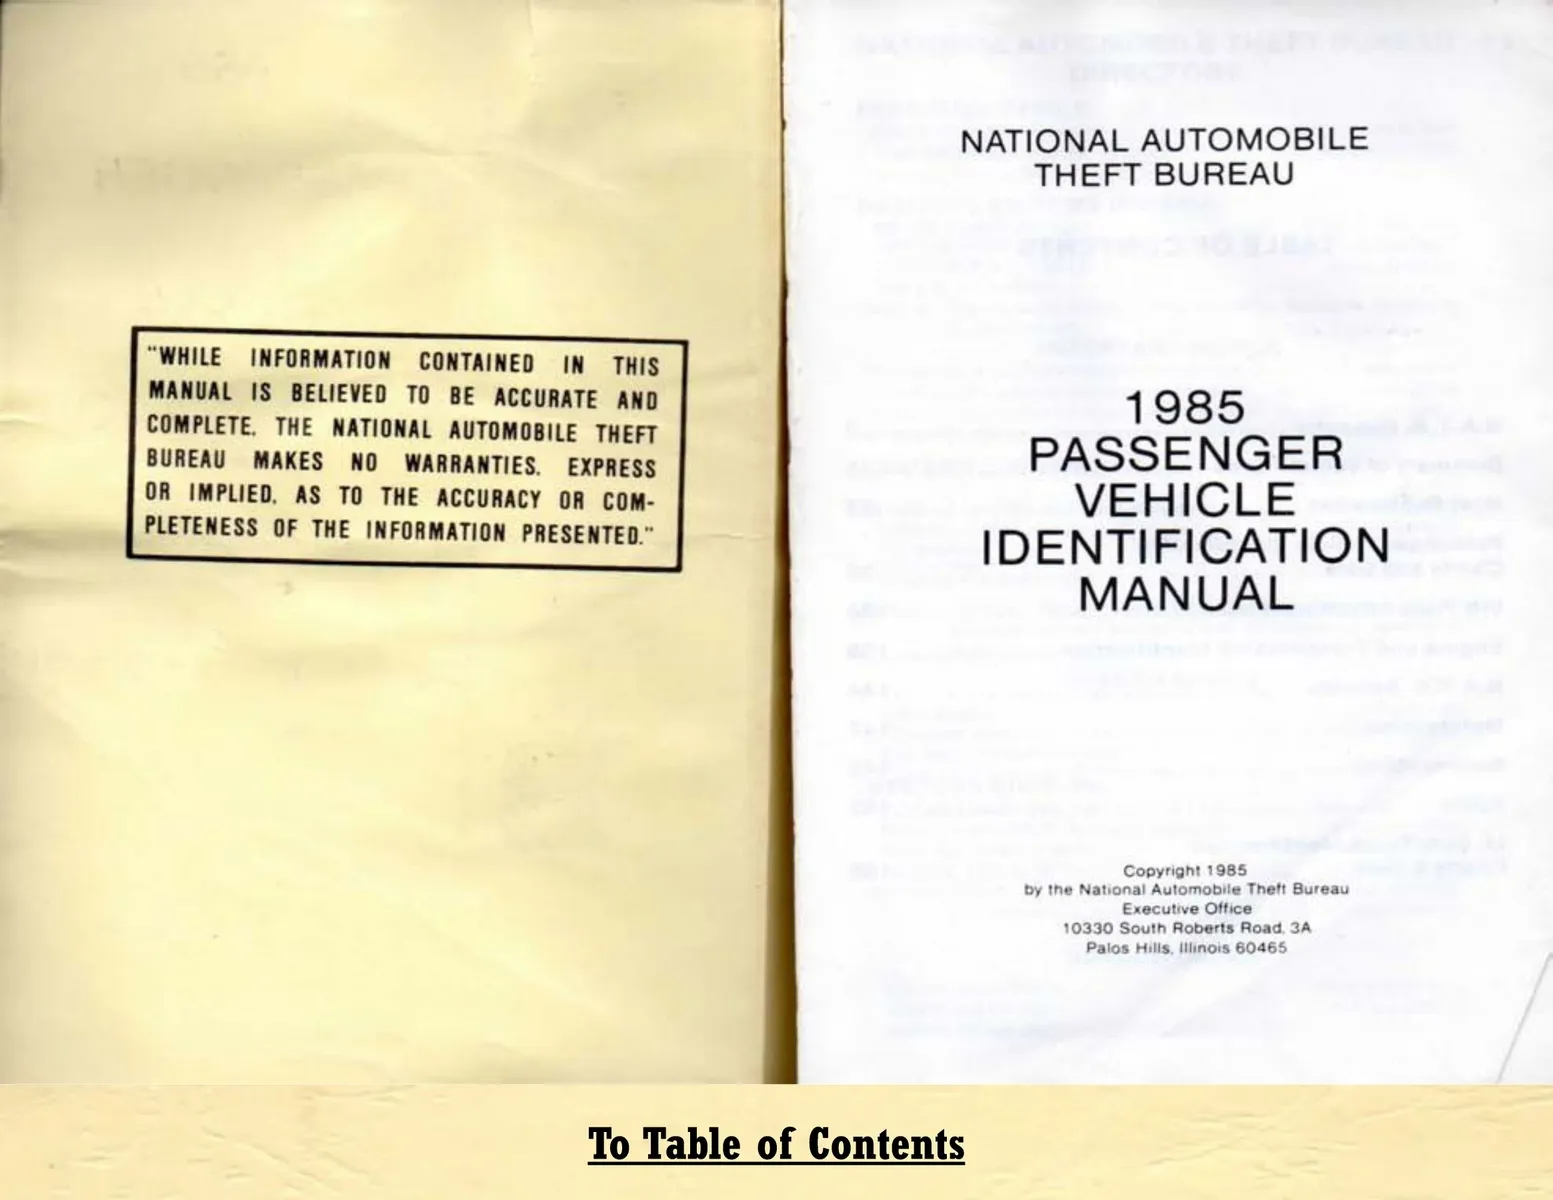 "WHILE INFORMATION CONTAINED IN THIS
MANUAL IS BELIEVED TO BE ACCURATE AND
COMPLETE, THE NATIONAL AUTOMOBILE THEFT
BUREAU MAKES NO WARRANTIES, EXPRESS
OR IMPLIED, AS TO THE ACCURACY OR COM-
PLETENESS OF THE INFORMATION PRESENTED."
NATIONAL AUTOMOBILE
THEFT BUREAU
1985
PASSENGER
VEHICLE
IDENTIFICATION
MANUAL
Copyright 1985
by the National Automobile Theft Bureau
Executive Office
10330 South Roberts Road, 3A
Palos Hills, Illinois 60465
To Table of Contents